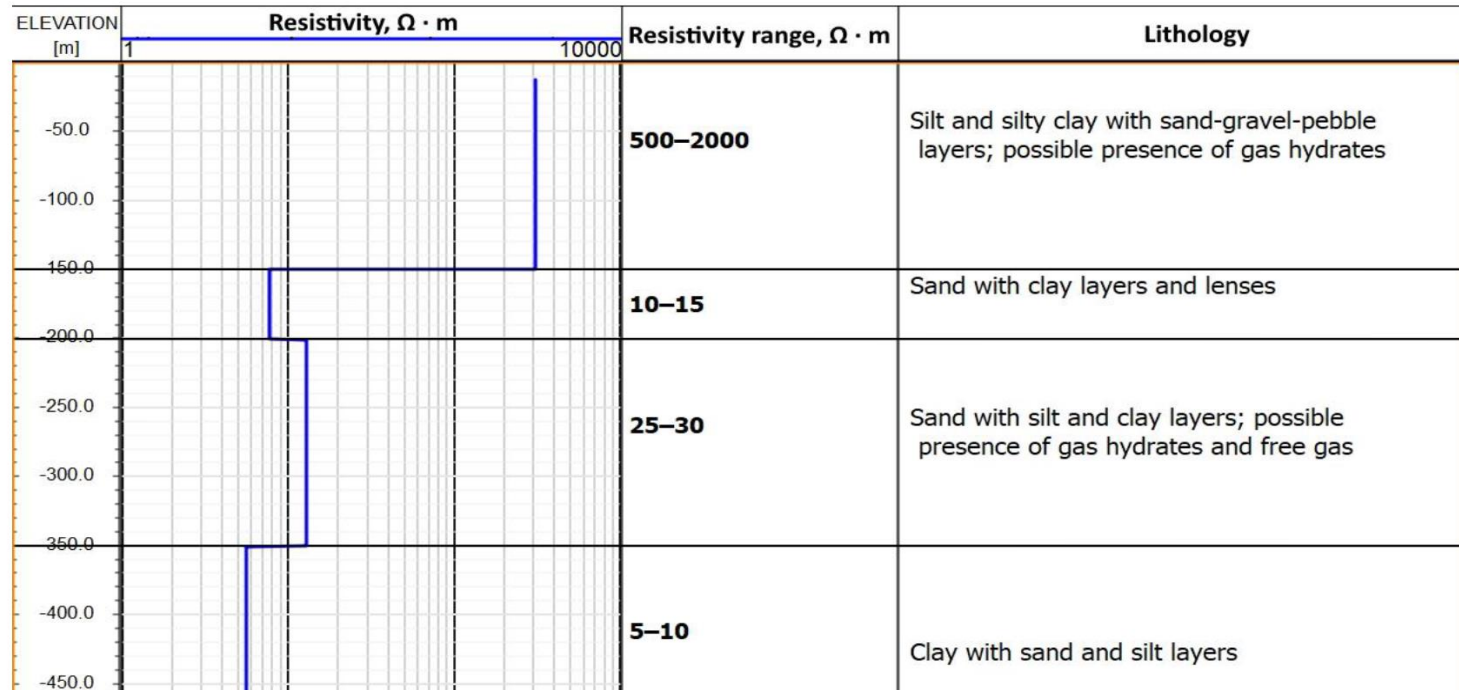 ELEVATION
[m]
Resistivity, Ω · m
1
10000
Resistivity range, Ω · m
Lithology
-50.0
-100.0
-150.0
-200.0
-250.0
-300.0
-350.0
-400.0
-450.0
500–2000
Silt and silty clay with sand-gravel-pebble
layers; possible presence of gas hydrates
10–15
Sand with clay layers and lenses
25–30
Sand with silt and clay layers; possible
presence of gas hydrates and free gas
5–10
Clay with sand and silt layers